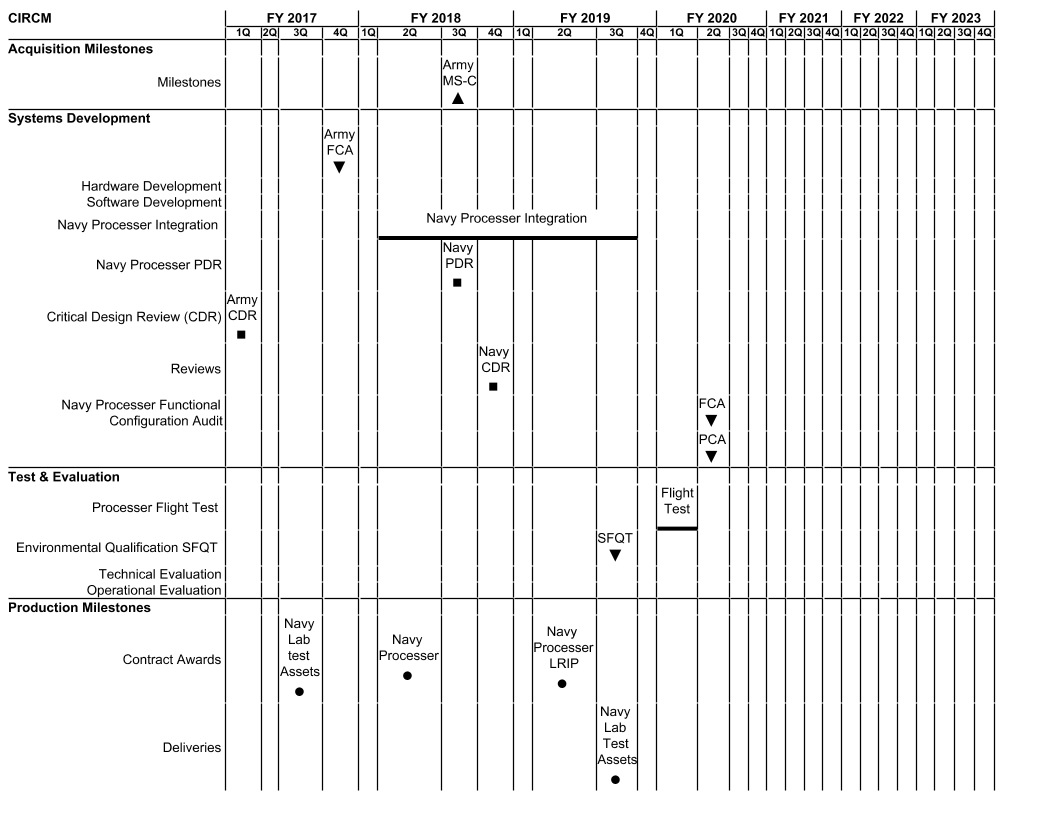 CIRCM FY 2017 FY 2018 FY 2019 FY 2020 FY 2021 FY 2022 FY 2023
1Q 2Q 3Q 4Q 1Q 2Q 3Q 4Q 1Q 2Q 3Q 4Q 1Q 2Q 3Q 4Q 1Q 2Q 3Q 4Q 1Q 2Q 3Q 4Q 1Q 2Q 3Q 4Q
Acquisition Milestones
Milestones
Army
MS-C
Systems Development
Army
FCA
Hardware Development
Software Development
Navy Processer Integration
Navy Processer Integration
Navy Processer PDR
Navy
PDR
Critical Design Review (CDR)
Army
CDR
Reviews
Navy
CDR
Navy Processer Functional
Configuration Audit
FCA
PCA
Test & Evaluation
Processer Flight Test
Flight
Test
Environmental Qualification SFQT
SFQT
Technical Evaluation
Operational Evaluation
Production Milestones
Contract Awards
Navy
Lab
test
Assets
Navy
Processer
Navy
Processer
LRIP
Deliveries
Navy
Lab
Test
Assets